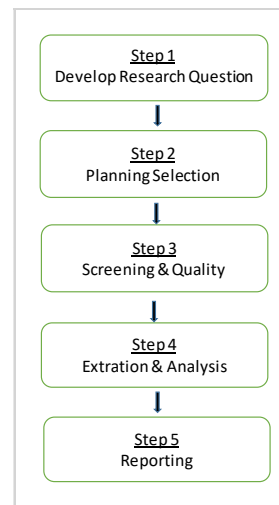 Step 1
Develop Research Question
Step 2
Planning Selection
Step 3
Screening & Quality
Step 4
Extration & Analysis
Step 5
Reporting